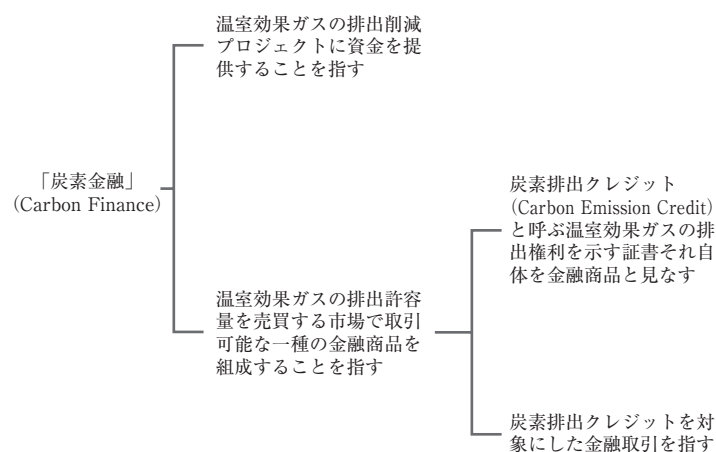 温室効果ガスの排出削減
プロジェクトに資金を提
供することを指す
「炭素金融」
(Carbon Finance)
温室効果ガスの排出許容
量を売買する市場で取引
可能な一種の金融商品を
組成することを指す
炭素排出クレジット
(Carbon Emission Credit)
と呼ぶ温室効果ガスの排
出権利を示す証書それ自
体を金融商品と見なす
炭素排出クレジットを対
象にした金融取引を指す